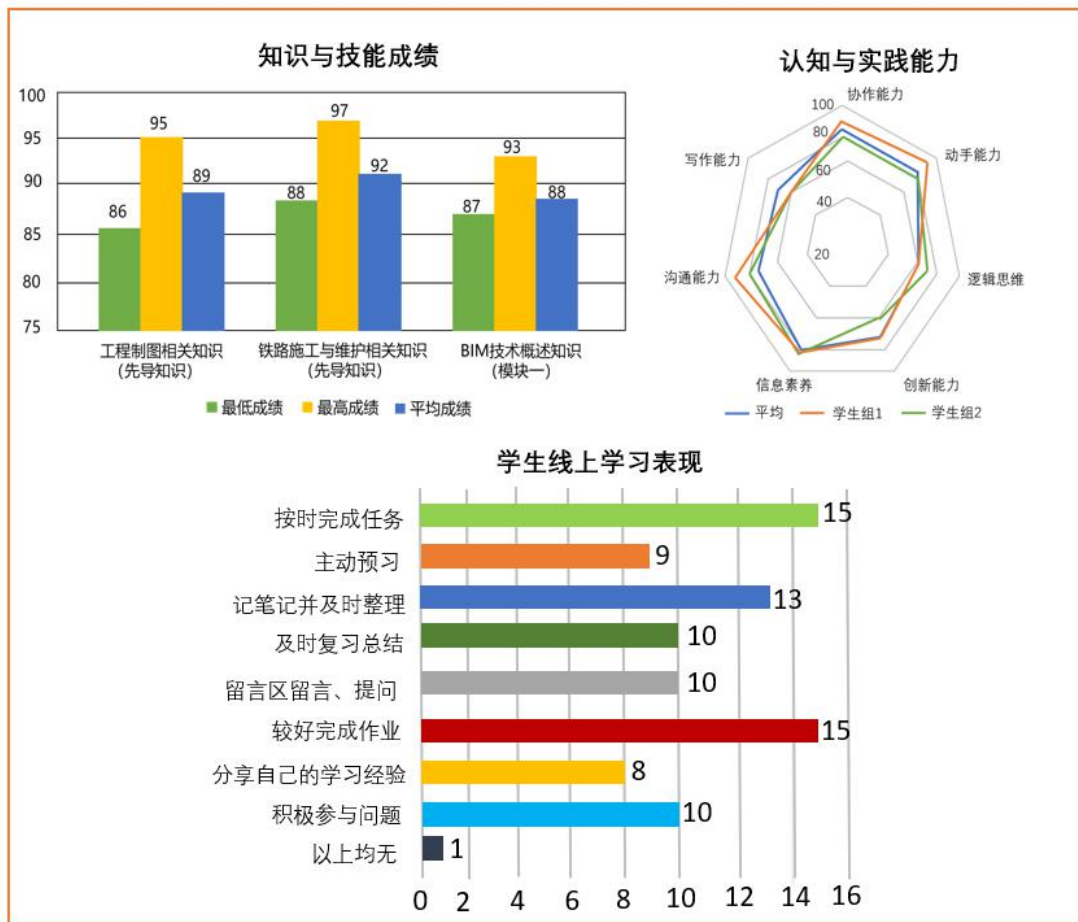 知识与技能成绩
100
95
90
85
80
75
86
95
89
88
97
92
87
93
88
工程制图相关知识
(先导知识)
铁路施工与维护相关知识
(先导知识)
BIM技术概述知识
(模块一)
最低成绩
最高成绩
平均成绩
认知与实践能力
100
80
60
40
20
协作能力
动手能力
逻辑思维
创新能力
信息素养
沟通能力
写作能力
平均
学生组1
学生组2
学生线上学习表现
按时完成任务
15
主动预习
9
记笔记并及时整理
13
及时复习总结
10
留言区留言、提问
10
较好完成作业
15
分享自己的学习经验
8
积极参与问题
10
以上均无
1
0 2 4 6 8 10 12 14 16